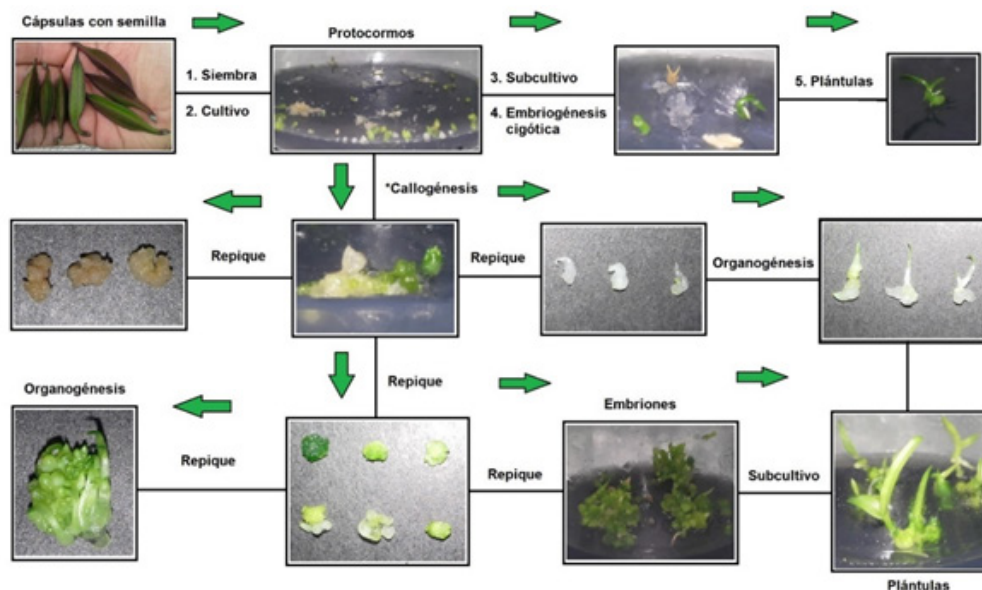 Cápsulas con semilla
Protocormos
1. Siembra
2. Cultivo
3. Subcultivo
4. Embriogénesis
cigótica
5. Plántulas
*Callogénesis
Repique
Repique
Organogénesis
Organogénesis
Repique
Embriones
Repique
Repique
Subcultivo
Plántulas